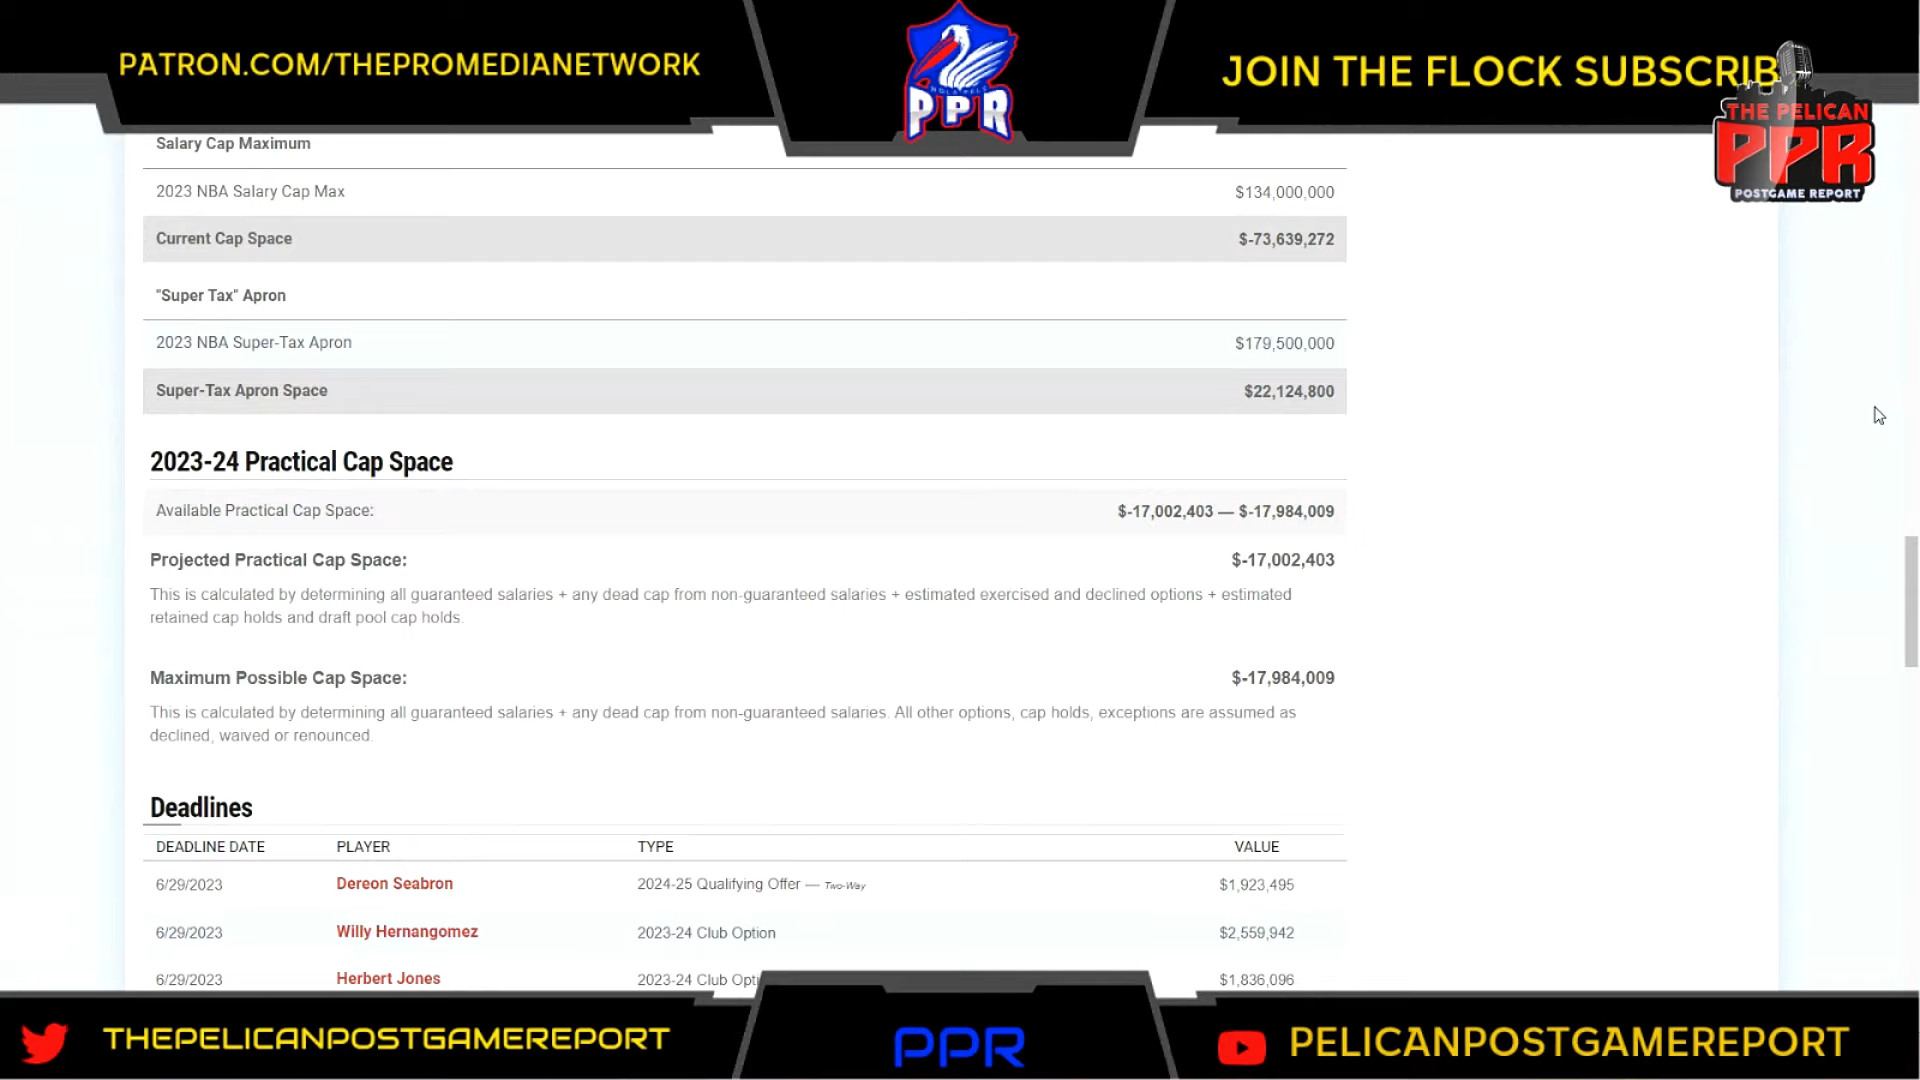 PATRON.COM/THEPROMEDIANETWORK
NOLA PELS
PPR
JOIN THE FLOCK SUBSCRIB
THE PELICAN
PPR
POSTGAME REPORT
Salary Cap Maximum
2023 NBA Salary Cap Max $134,000,000
Current Cap Space $-73,639,272
"Super Tax" Apron
2023 NBA Super-Tax Apron $179,500,000
Super-Tax Apron Space $22,124,800
2023-24 Practical Cap Space
Available Practical Cap Space: $-17,002,403 — $-17,984,009
Projected Practical Cap Space: $-17,002,403
This is calculated by determining all guaranteed salaries + any dead cap from non-guaranteed salaries + estimated exercised and declined options + estimated
retained cap holds and draft pool cap holds.
Maximum Possible Cap Space: $-17,984,009
This is calculated by determining all guaranteed salaries + any dead cap from non-guaranteed salaries. All other options, cap holds, exceptions are assumed as
declined, waived or renounced.
Deadlines
DEADLINE DATE PLAYER TYPE VALUE
6/29/2023 Dereon Seabron 2024-25 Qualifying Offer — Two-Way $1,923,495
6/29/2023 Willy Hernangomez 2023-24 Club Option $2,559,942
6/29/2023 Herbert Jones 2023-24 Club Opti $1,836,096
THEPELICANPOSTGAMEREPORT
PPR
PELICANPOSTGAMEREPORT